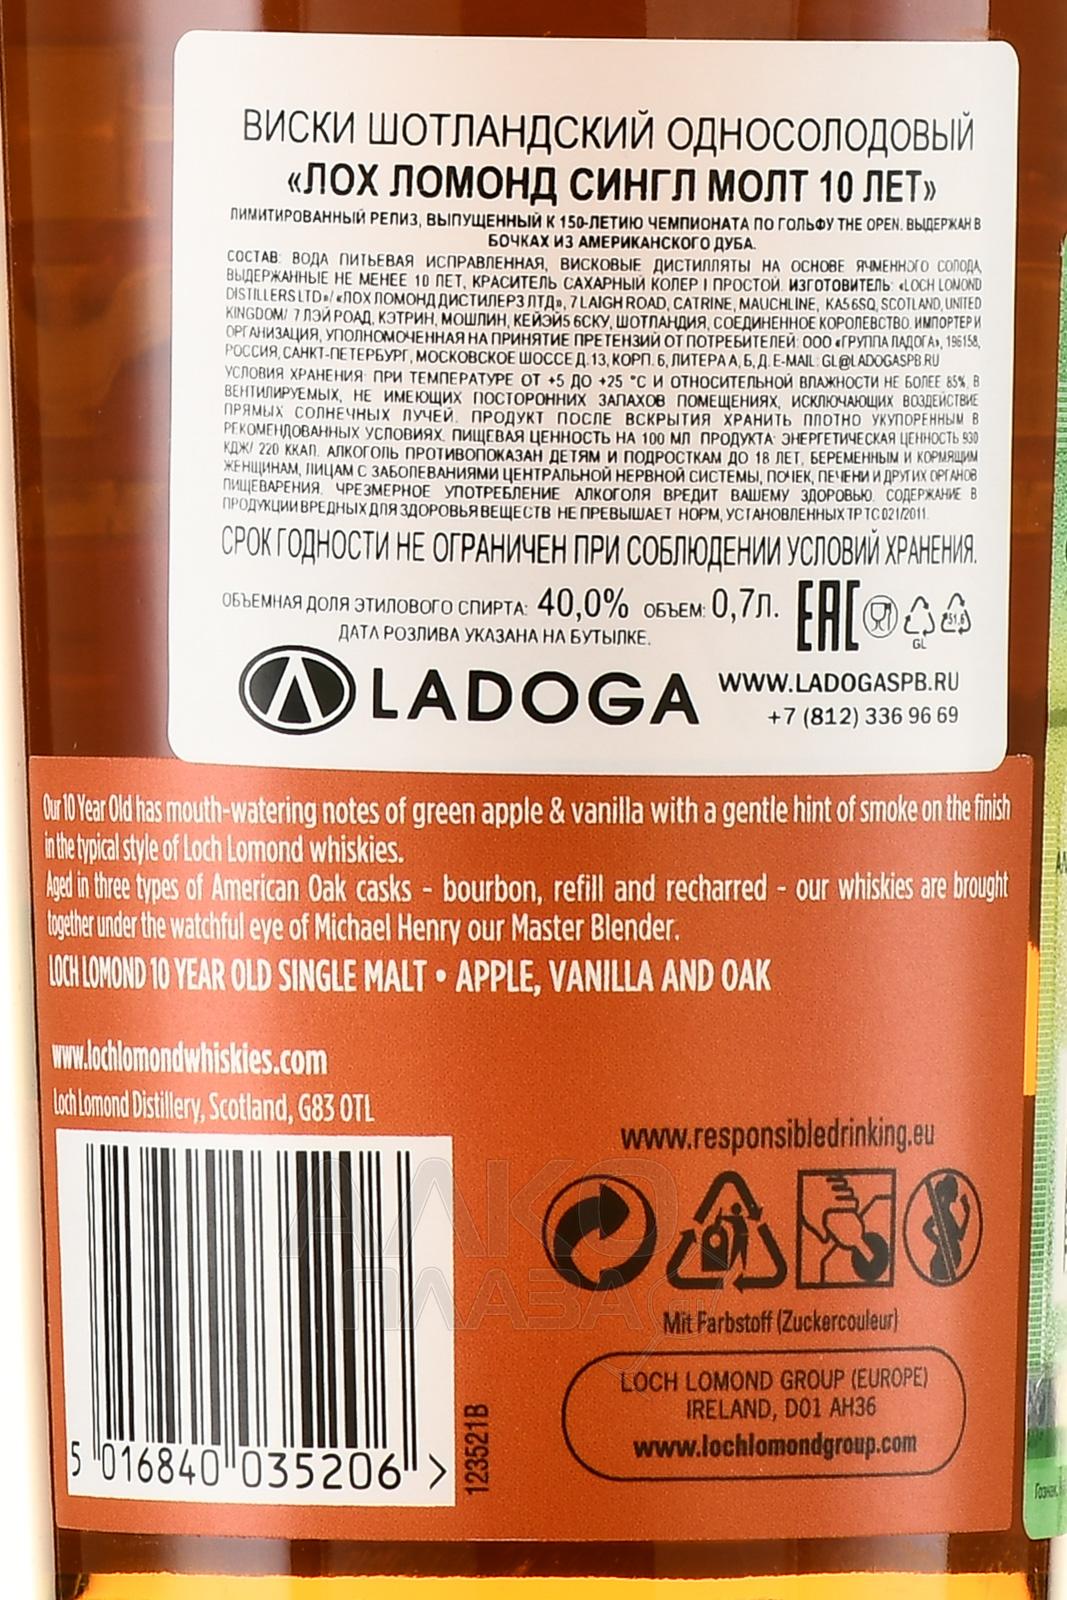 ВИСКИ ШОТЛАНДСКИЙ ОДНОСОЛОДОВЫЙ
«ЛОХ ЛОМОНД СИНГЛ МОЛТ 10 ЛЕТ»
ЛИМИТИРОВАННЫЙ РЕЛИЗ, ВЫПУЩЕННЫЙ К 150-ЛЕТИЮ ЧЕМПИОНАТА ПО ГОЛЬФУ THE OPEN. ВЫДЕРЖАН В
БОЧКАХ ИЗ АМЕРИКАНСКОГО ДУБА.
СОСТАВ: ВОДА ПИТЬЕВАЯ ИСПРАВЛЕННАЯ, ВИСКОВЫЕ ДИСТИЛЛЯТЫ НА ОСНОВЕ ЯЧМЕННОГО СОЛОДА,
ВЫДЕРЖАННЫЕ НЕ МЕНЕЕ 10 ЛЕТ, КРАСИТЕЛЬ САХАРНЫЙ КОЛЕР I ПРОСТОЙ. ИЗГОТОВИТЕЛЬ: «LOCH LOMOND
DISTILLERS LTD»/ «ЛОХ ЛОМОНД ДИСТИЛЕРЗ ЛТД», 7 LAIGH ROAD, CATRINE, MAUCHLINE, KA5 6SQ, SCOTLAND, UNITED
KINGDOM/ 7 ЛЭЙ РОАД, КЭТРИН, МОШЛИН, КЕЙЭЙ5 6СКУ, ШОТЛАНДИЯ, СОЕДИНЕННОЕ КОРОЛЕВСТВО. ИМПОРТЕР И
ОРГАНИЗАЦИЯ, УПОЛНОМОЧЕННАЯ НА ПРИНЯТИЕ ПРЕТЕНЗИЙ ОТ ПОТРЕБИТЕЛЕЙ: ООО «ГРУППА ЛАДОГА», 196158,
РОССИЯ, САНКТ-ПЕТЕРБУРГ, МОСКОВСКОЕ ШОССЕ Д. 13, КОРП. 6, ЛИТЕРА А, Б, Д. E-MAIL: GL@LADOGASPB.RU
УСЛОВИЯ ХРАНЕНИЯ: ПРИ ТЕМПЕРАТУРЕ ОТ +5 ДО +25 °С И ОТНОСИТЕЛЬНОЙ ВЛАЖНОСТИ НЕ БОЛЕЕ 85%, В
ВЕНТИЛИРУЕМЫХ, НЕ ИМЕЮЩИХ ПОСТОРОННИХ ЗАПАХОВ ПОМЕЩЕНИЯХ, ИСКЛЮЧАЮЩИХ ВОЗДЕЙСТВИЕ
ПРЯМЫХ СОЛНЕЧНЫХ ЛУЧЕЙ. ПРОДУКТ ПОСЛЕ ВСКРЫТИЯ ХРАНИТЬ ПЛОТНО УКУПОРЕННЫМ В
РЕКОМЕНДОВАННЫХ УСЛОВИЯХ. ПИЩЕВАЯ ЦЕННОСТЬ НА 100 МЛ ПРОДУКТА: ЭНЕРГЕТИЧЕСКАЯ ЦЕННОСТЬ 930
КДЖ/ 220 ККАЛ. АЛКОГОЛЬ ПРОТИВОПОКАЗАН ДЕТЯМ И ПОДРОСТКАМ ДО 18 ЛЕТ, БЕРЕМЕННЫМ И КОРМЯЩИМ
ЖЕНЩИНАМ, ЛИЦАМ С ЗАБОЛЕВАНИЯМИ ЦЕНТРАЛЬНОЙ НЕРВНОЙ СИСТЕМЫ, ПОЧЕК, ПЕЧЕНИ И ДРУГИХ ОРГАНОВ
ПИЩЕВАРЕНИЯ. ЧРЕЗМЕРНОЕ УПОТРЕБЛЕНИЕ АЛКОГОЛЯ ВРЕДИТ ВАШЕМУ ЗДОРОВЬЮ. СОДЕРЖАНИЕ В
ПРОДУКЦИИ ВРЕДНЫХ ДЛЯ ЗДОРОВЬЯ ВЕЩЕСТВ НЕ ПРЕВЫШАЕТ НОРМ, УСТАНОВЛЕННЫХ ТР ТС 021/2011.
СРОК ГОДНОСТИ НЕ ОГРАНИЧЕН ПРИ СОБЛЮДЕНИИ УСЛОВИЙ ХРАНЕНИЯ.
ОБЪЕМНАЯ ДОЛЯ ЭТИЛОВОГО СПИРТА: 40,0% ОБЪЕМ: 0,7Л. EAC
GL
ДАТА РОЗЛИВА УКАЗАНА НА БУТЫЛКЕ.
LADOGA
WWW.LADOGASPB.RU
+7 (812) 336 96 69
Our 10 Year Old has mouth-watering notes of green apple & vanilla with a gentle hint of smoke on the finish
in the typical style of Loch Lomond whiskies.
Aged in three types of American Oak casks - bourbon, refill and recharred - our whiskies are brought
together under the watchful eye of Michael Henry our Master Blender.
LOCH LOMOND 10 YEAR OLD SINGLE MALT • APPLE, VANILLA AND OAK
www.lochlomondwhiskies.com
Loch Lomond Distillery, Scotland, G83 0TL
www.responsibledrinking.eu
АЛКО
ПЛАЗА
Mit Farbstoff (Zuckercouleur)
LOCH LOMOND GROUP (EUROPE)
IRELAND, D01 AH36
www.lochlomondgroup.com
5 016840 035206 >
123521B